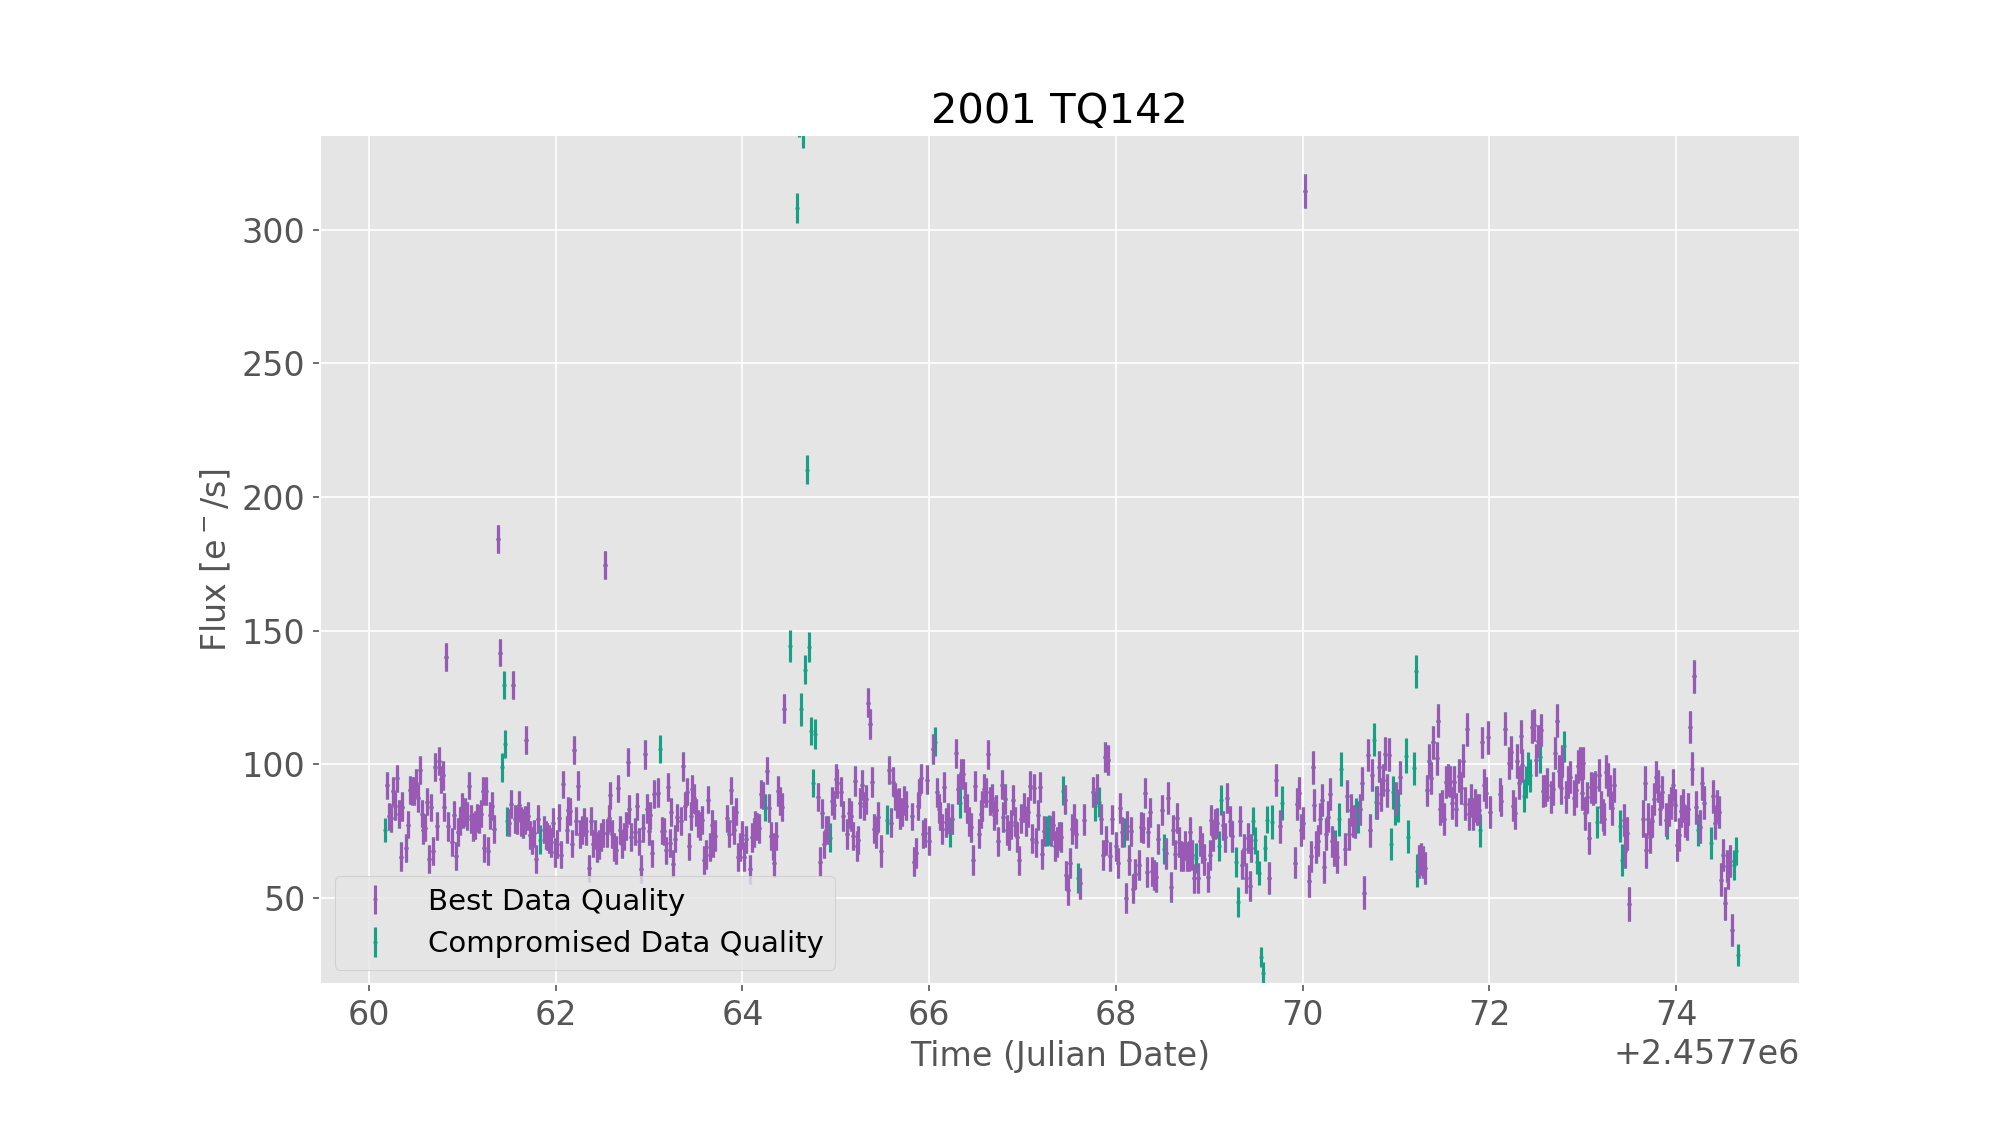 2001 TQ142
300
250
200
150
100
50
Flux [e⁻/s]
Best Data Quality
Compromised Data Quality
60 62 64 66 68 70 72 74
Time (Julian Date)
+2.4577e6